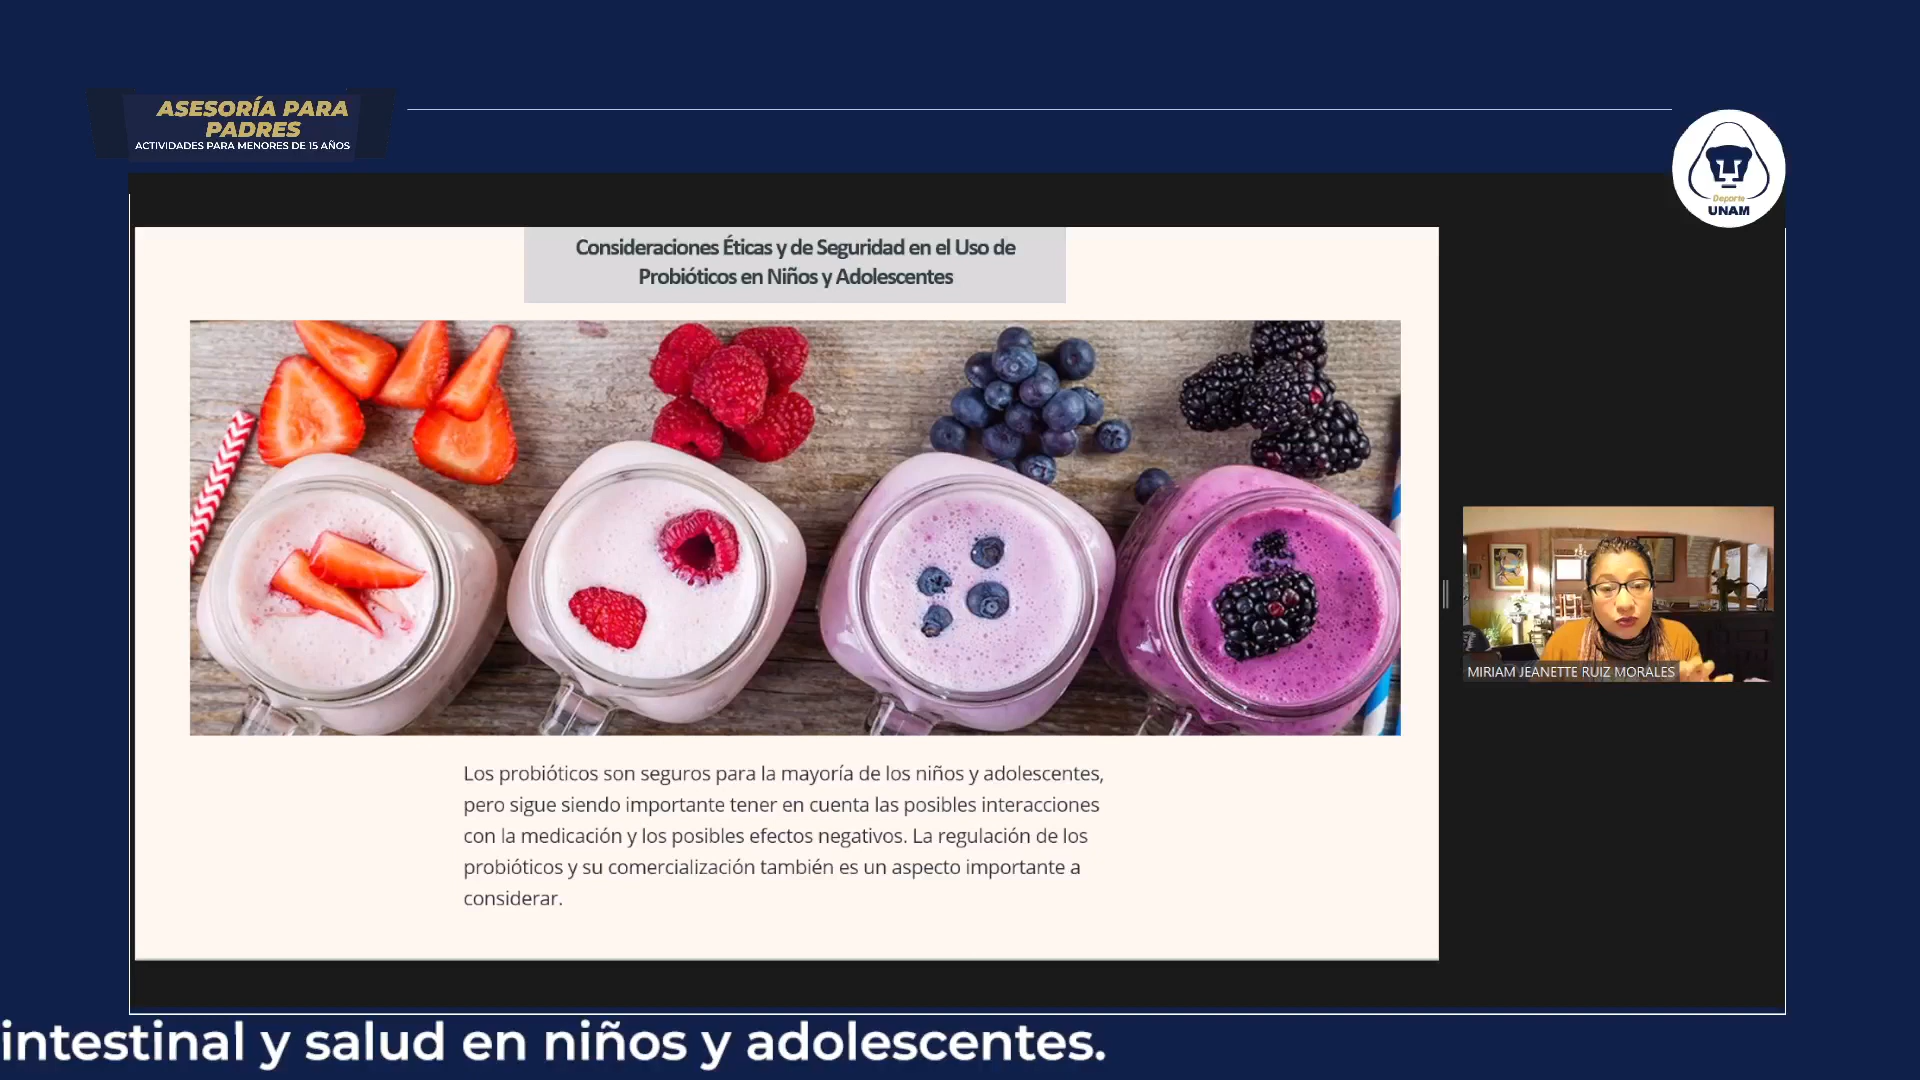 ASESORÍA PARA
PADRES
ACTIVIDADES PARA MENORES DE 15 AÑOS
Deporte
UNAM
Consideraciones Éticas y de Seguridad en el Uso de
Probióticos en Niños y Adolescentes
MIRIAM JEANETTE RUIZ MORALES
Los probióticos son seguros para la mayoría de los niños y adolescentes,
pero sigue siendo importante tener en cuenta las posibles interacciones
con la medicación y los posibles efectos negativos. La regulación de los
probióticos y su comercialización también es un aspecto importante a
considerar.
intestinal y salud en niños y adolescentes.